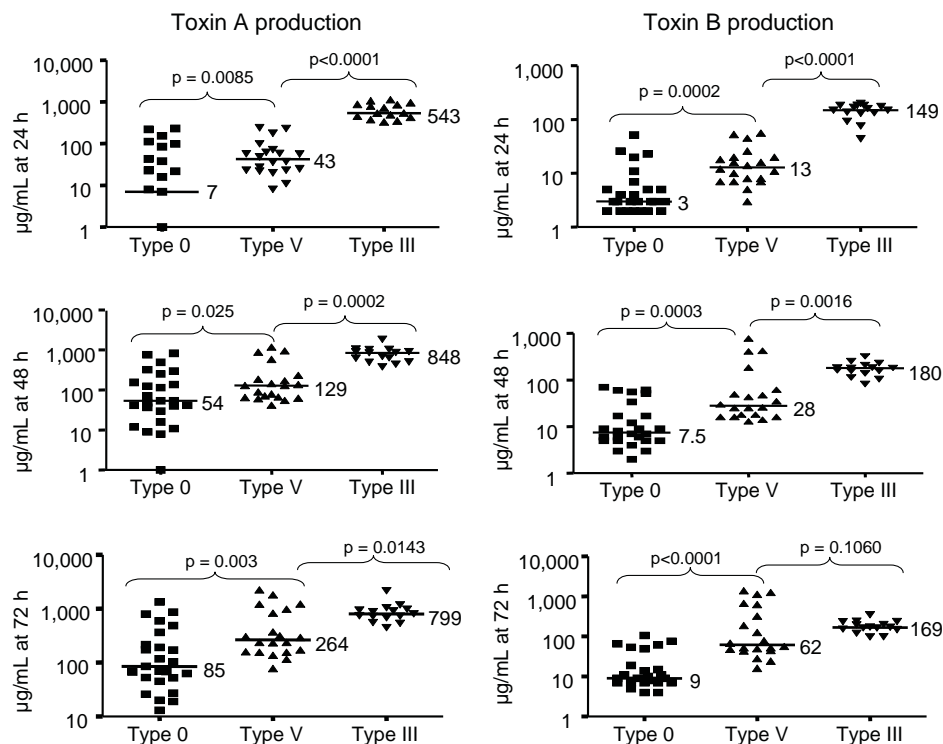 Toxin A production
Toxin B production
p = 0.0085
p<0.0001
10,000
1,000
100
10
1
µg/mL at 24 h
7
43
543
Type 0
Type V
Type III
p = 0.0002
p<0.0001
1,000
100
10
1
µg/mL at 24 h
3
13
149
Type 0
Type V
Type III
p = 0.025
p = 0.0002
10,000
1,000
100
10
1
µg/mL at 48 h
54
129
848
Type 0
Type V
Type III
p = 0.0003
p = 0.0016
1,000
100
10
1
µg/mL at 48 h
7.5
28
180
Type 0
Type V
Type III
p = 0.003
p = 0.0143
10,000
1,000
100
10
µg/mL at 72 h
85
264
799
Type 0
Type V
Type III
p<0.0001
p = 0.1060
10,000
1,000
100
10
1
µg/mL at 72 h
9
62
169
Type 0
Type V
Type III